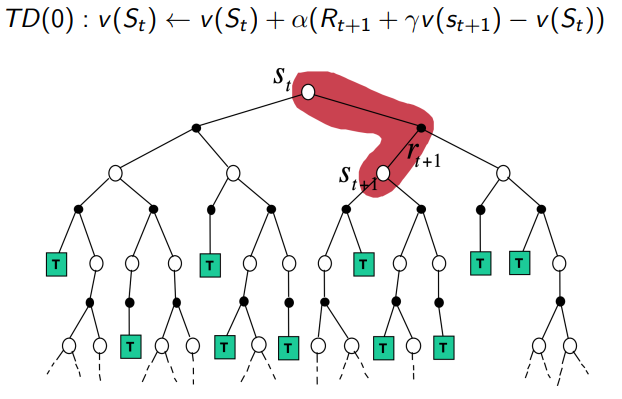 TD(0) : v(S_t) ← v(S_t) + α(R_{t+1} + γv(s_{t+1}) − v(S_t))
s_t
r_{t+1}
s_{t+1}
T T T T T
T T T T T